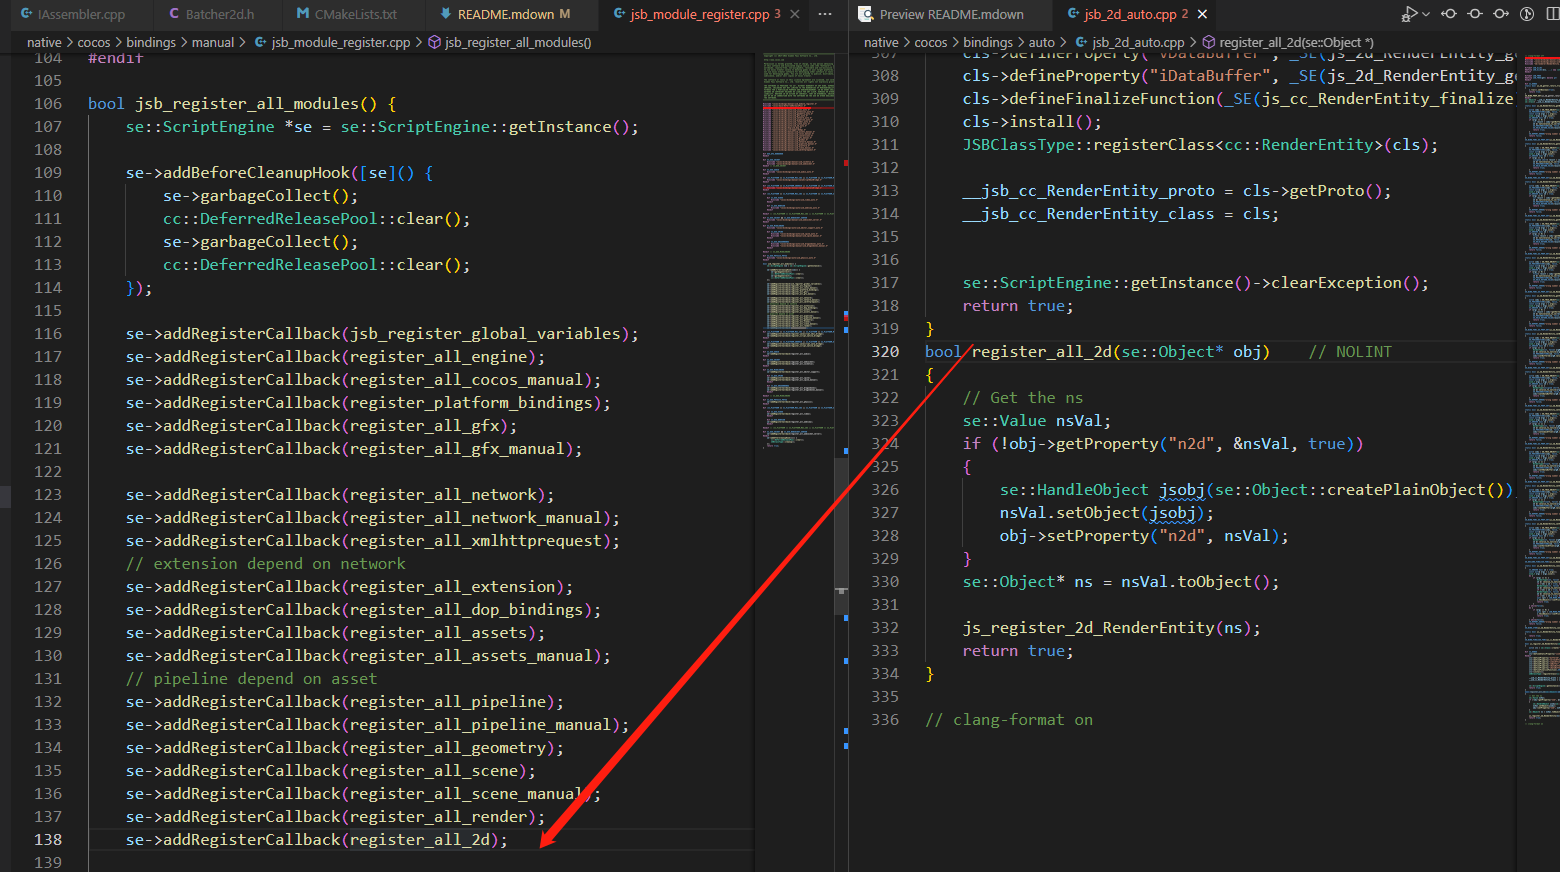 IAssembler.cpp
Batcher2d.h
CMakeLists.txt
README.mdown M
jsb_module_register.cpp 3
native > cocos > bindings > manual > jsb_module_register.cpp > jsb_register_all_modules()
104 #endif
105
106 bool jsb_register_all_modules() {
107 se::ScriptEngine *se = se::ScriptEngine::getInstance();
108
109 se->addBeforeCleanupHook([se]() {
110 se->garbageCollect();
111 cc::DeferredReleasePool::clear();
112 se->garbageCollect();
113 cc::DeferredReleasePool::clear();
114 });
115
116 se->addRegisterCallback(jsb_register_global_variables);
117 se->addRegisterCallback(register_all_engine);
118 se->addRegisterCallback(register_all_cocos_manual);
119 se->addRegisterCallback(register_platform_bindings);
120 se->addRegisterCallback(register_all_gfx);
121 se->addRegisterCallback(register_all_gfx_manual);
122
123 se->addRegisterCallback(register_all_network);
124 se->addRegisterCallback(register_all_network_manual);
125 se->addRegisterCallback(register_all_xmlhttprequest);
126 // extension depend on network
127 se->addRegisterCallback(register_all_extension);
128 se->addRegisterCallback(register_all_dop_bindings);
129 se->addRegisterCallback(register_all_assets);
130 se->addRegisterCallback(register_all_assets_manual);
131 // pipeline depend on asset
132 se->addRegisterCallback(register_all_pipeline);
133 se->addRegisterCallback(register_all_pipeline_manual);
134 se->addRegisterCallback(register_all_geometry);
135 se->addRegisterCallback(register_all_scene);
136 se->addRegisterCallback(register_all_scene_manual);
137 se->addRegisterCallback(register_all_render);
138 se->addRegisterCallback(register_all_2d);
139
Preview README.mdown
jsb_2d_auto.cpp 2
native > cocos > bindings > auto > jsb_2d_auto.cpp > register_all_2d(se::Object *)
307 cls->defineProperty("vDataBuffer", _SE(js_2d_RenderEntity_ge
308 cls->defineProperty("iDataBuffer", _SE(js_2d_RenderEntity_ge
309 cls->defineFinalizeFunction(_SE(js_cc_RenderEntity_finalize
310 cls->install();
311 JSBClassType::registerClass<cc::RenderEntity>(cls);
312
313 __jsb_cc_RenderEntity_proto = cls->getProto();
314 __jsb_cc_RenderEntity_class = cls;
315
316
317 se::ScriptEngine::getInstance()->clearException();
318 return true;
319 }
320 bool register_all_2d(se::Object* obj) // NOLINT
321 {
322 // Get the ns
323 se::Value nsVal;
324 if (!obj->getProperty("n2d", &nsVal, true))
325 {
326 se::HandleObject jsobj(se::Object::createPlainObject());
327 nsVal.setObject(jsobj);
328 obj->setProperty("n2d", nsVal);
329 }
330 se::Object* ns = nsVal.toObject();
331
332 js_register_2d_RenderEntity(ns);
333 return true;
334 }
335
336 // clang-format on